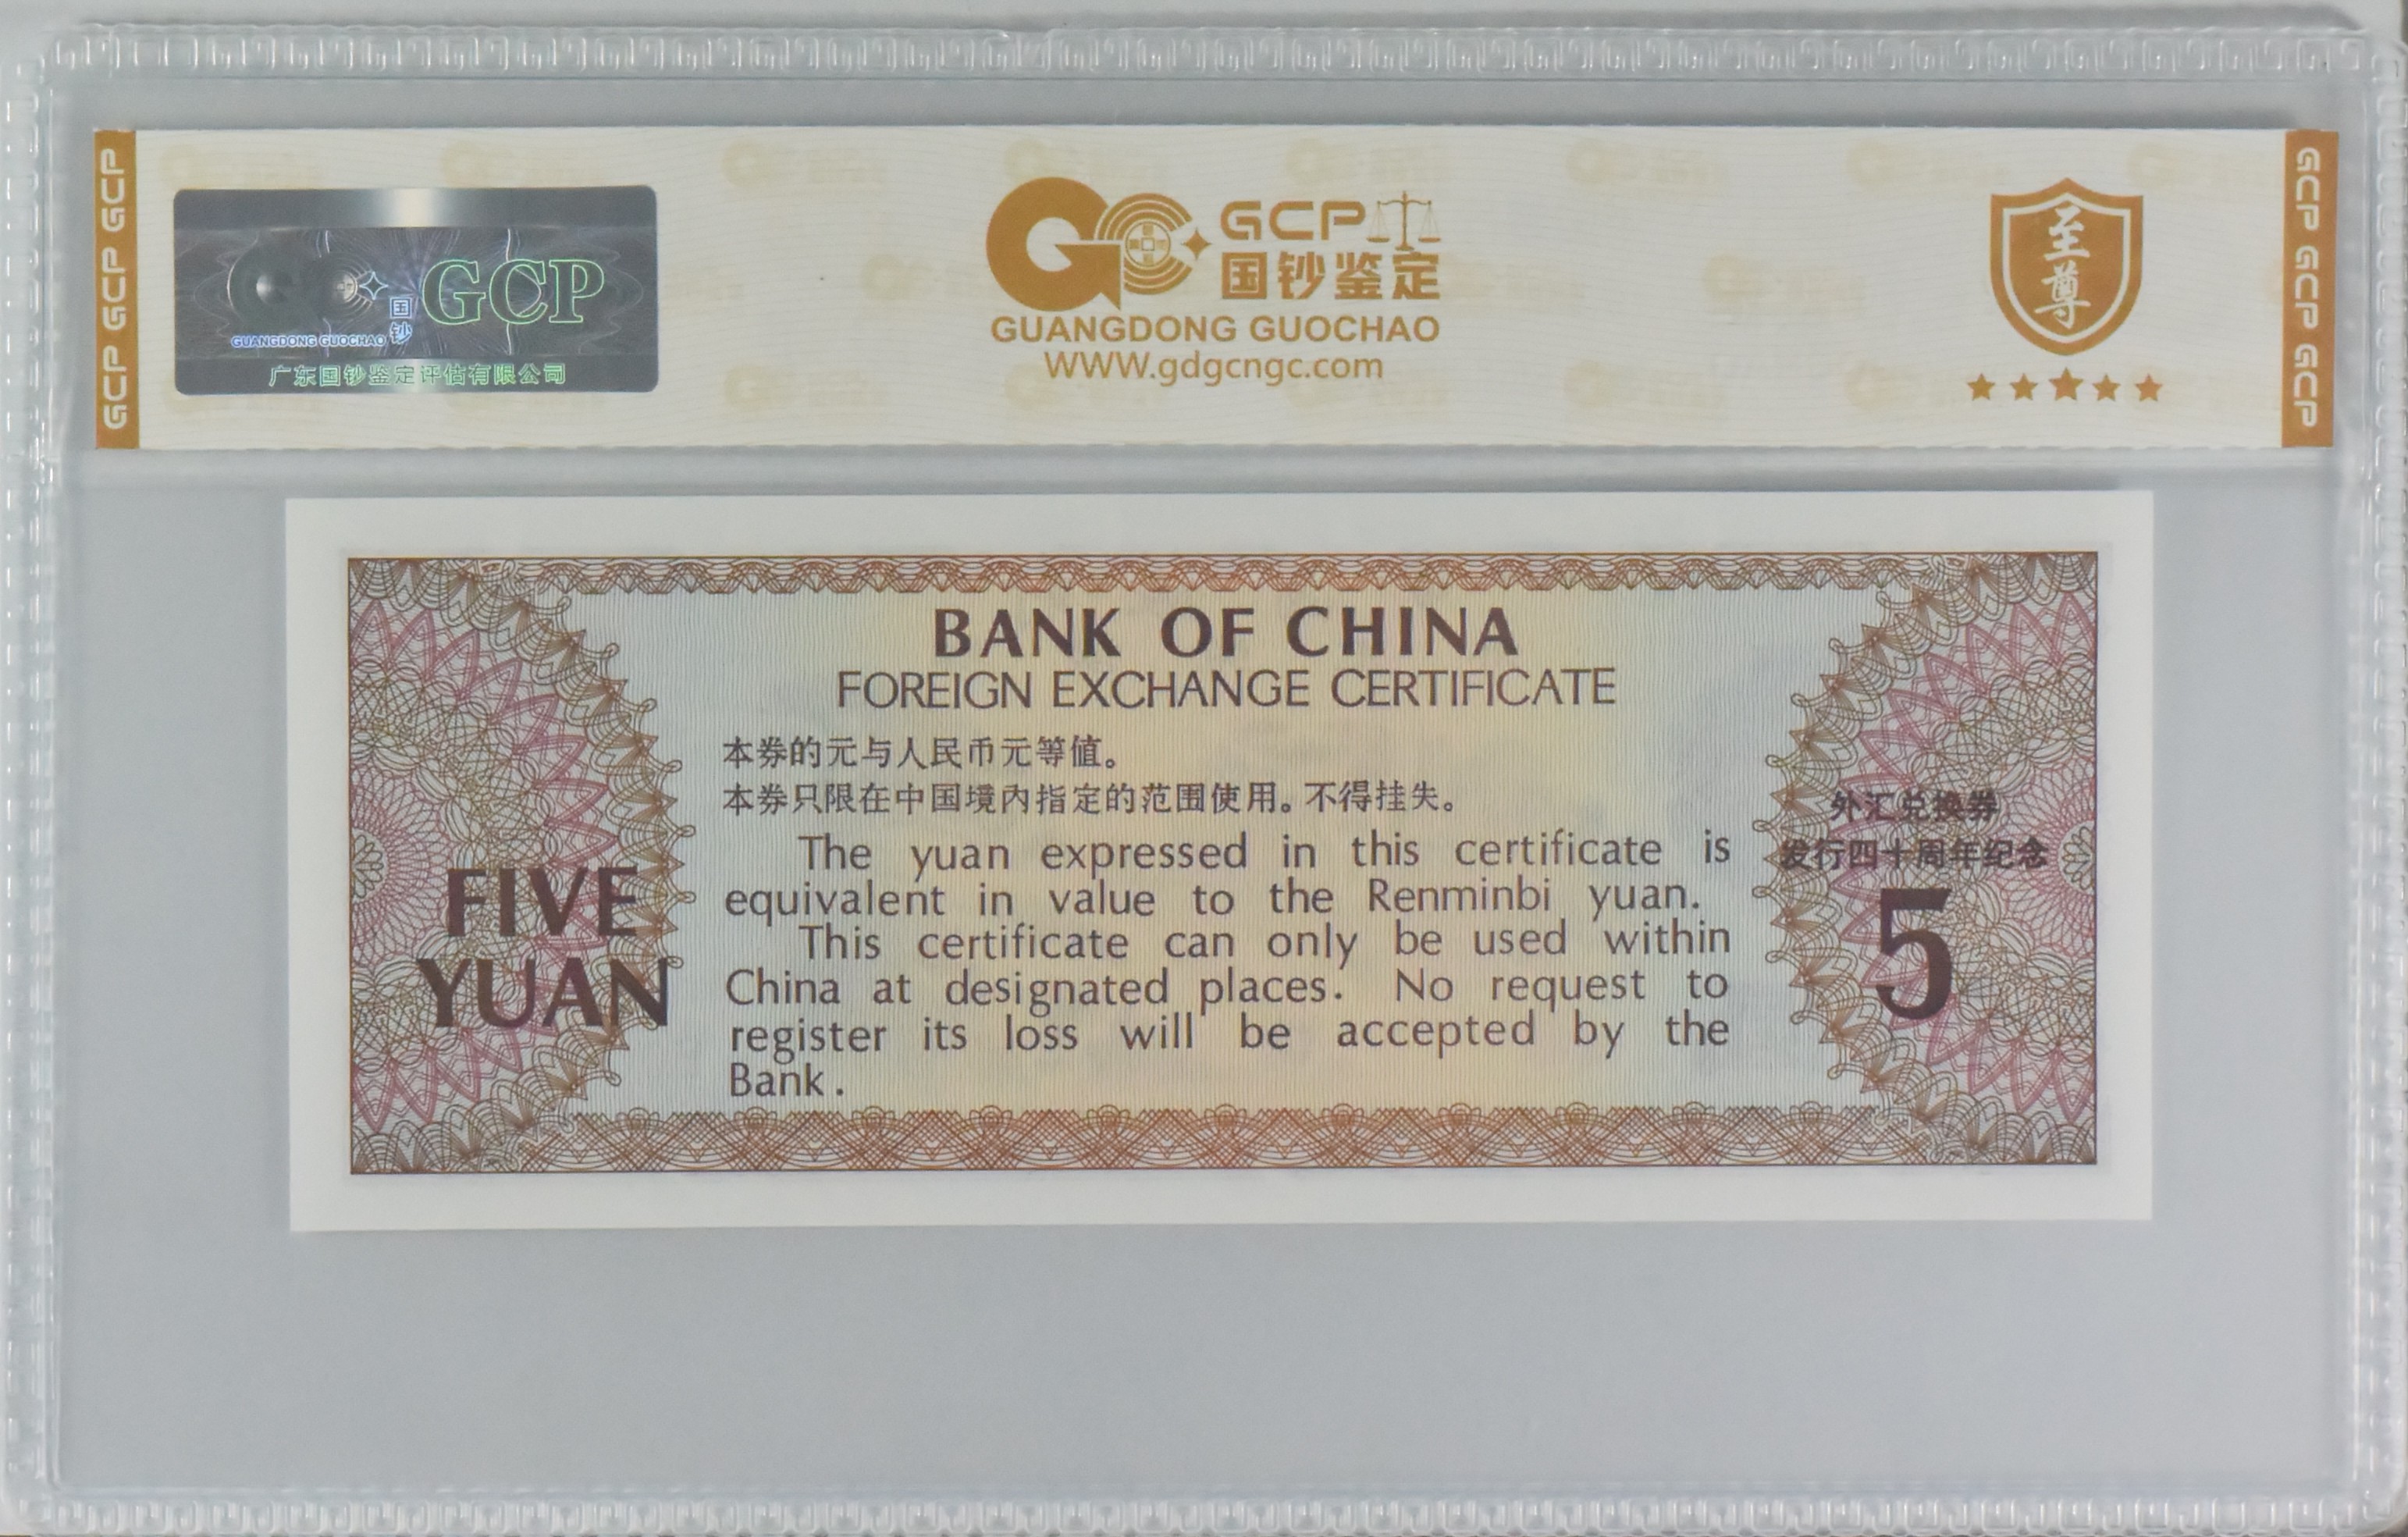 GCP GCP GCP
GCP
国钞
GUANGDONG GUOCHAO
广东国钞鉴定评估有限公司
GCP
国钞鉴定
GUANGDONG GUOCHAO
WWW.gdgcngc.com
至尊
GCP GCP GCP
BANK OF CHINA
FOREIGN EXCHANGE CERTIFICATE
本券的元与人民币元等值。
本券只限在中国境内指定的范围使用。不得挂失。
The yuan expressed in this certificate is
equivalent in value to the Renminbi yuan.
This certificate can only be used within
China at designated places. No request to
register its loss will be accepted by the
Bank.
FIVE
YUAN
外汇兑换券
发行四十周年纪念
5